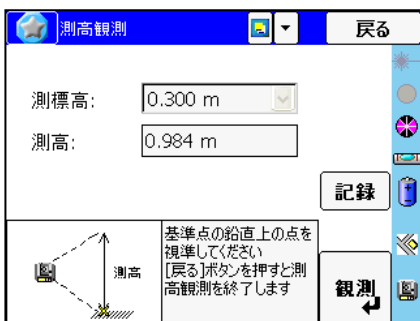 測高観測
戻る
測標高: 0.300 m
測高: 0.984 m
記録
測高
基準点の鉛直上の点を
視準してください
[戻る]ボタンを押すと測
高観測を終了します
観測